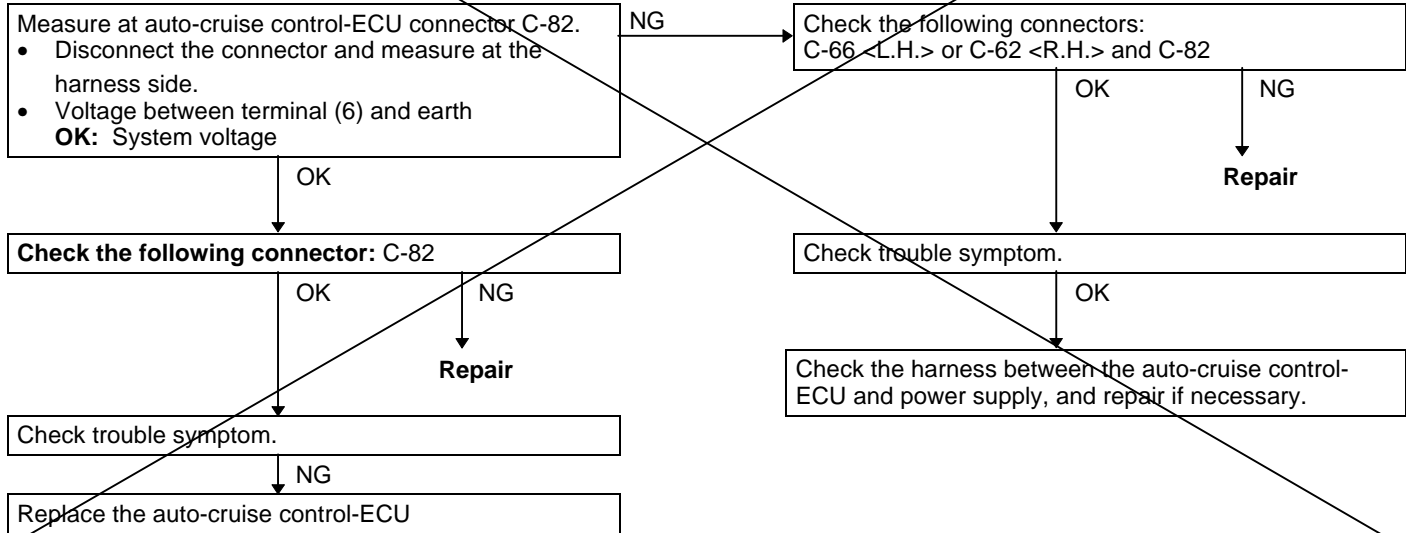 Measure at auto-cruise control-ECU connector C-82.
• Disconnect the connector and measure at the
harness side.
• Voltage between terminal (6) and earth
OK: System voltage
NG
Check the following connectors:
C-66 <L.H.> or C-62 <R.H.> and C-82
OK
NG
Repair
OK
Check the following connector: C-82
Check trouble symptom.
OK
NG
OK
Repair
Check the harness between the auto-cruise control-
ECU and power supply, and repair if necessary.
Check trouble symptom.
NG
Replace the auto-cruise control-ECU